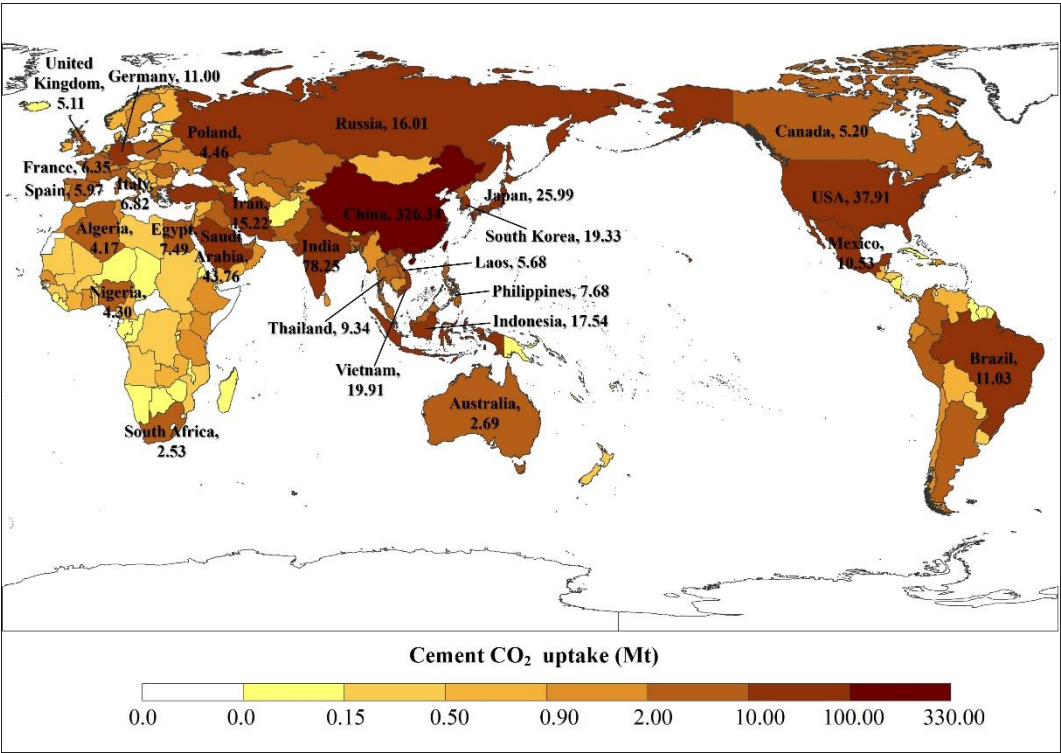 United
Kingdom,
5.11
Germany, 11.00
Russia, 16.01
Poland,
4.46
Canada, 5.20
France, 6.35
Spain, 5.97
Italy,
6.82
Iran,
15.22
China, 326.34
Japan, 25.99
USA, 37.91
South Korea, 19.33
Algeria,
4.17
Egypt,
7.49
Saudi
Arabia,
43.76
India
78.25
Mexico,
10.53
Laos, 5.68
Nigeria,
4.30
Philippines, 7.68
Thailand, 9.34
Indonesia, 17.54
Vietnam,
19.91
Brazil,
11.03
Australia,
2.69
South Africa,
2.53
Cement CO₂ uptake (Mt)
0.0 0.0 0.15 0.50 0.90 2.00 10.00 100.00 330.00